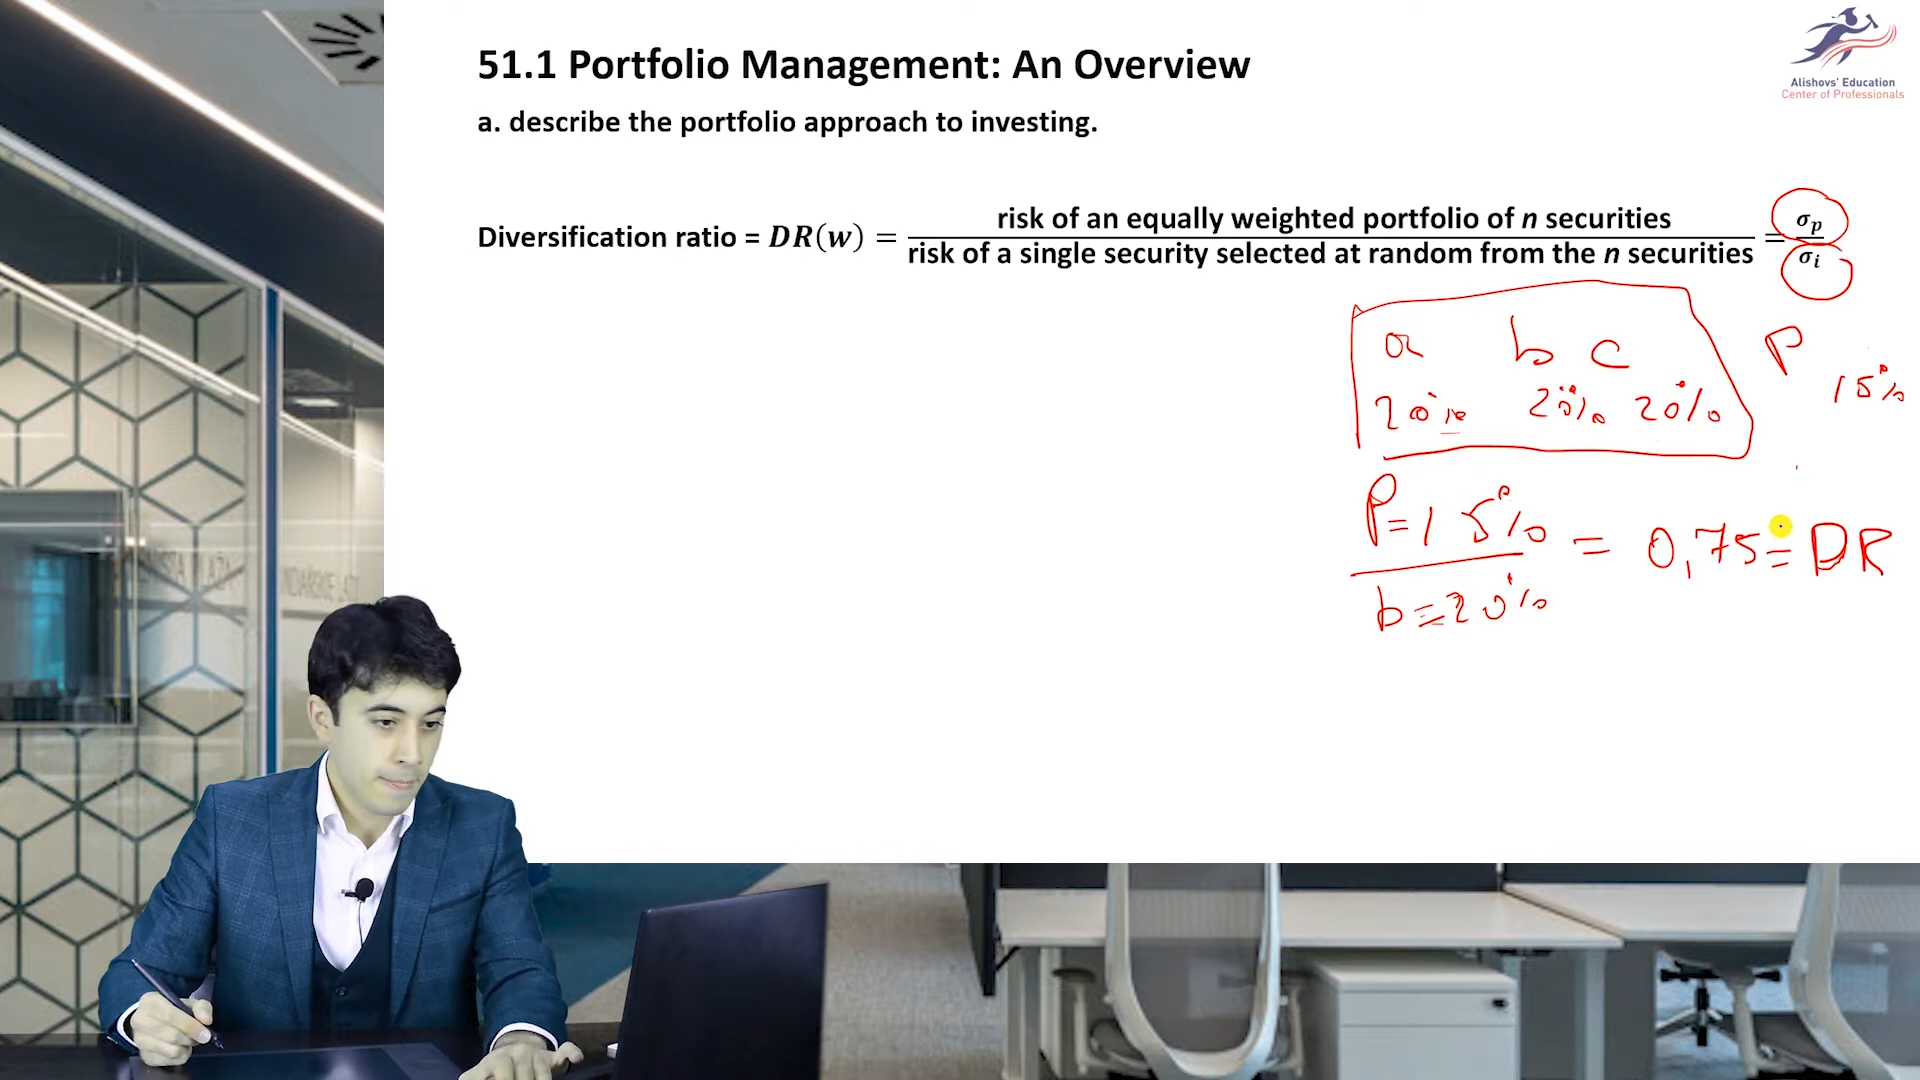 51.1 Portfolio Management: An Overview
Alishovs' Education
Center of Professionals
a. describe the portfolio approach to investing.
Diversification ratio = DR(w) = risk of an equally weighted portfolio of n securities / risk of a single security selected at random from the n securities = σp / σi
a b c P
20% 20% 20% 15%
P=15%
= 0,75 = DR
b=20%